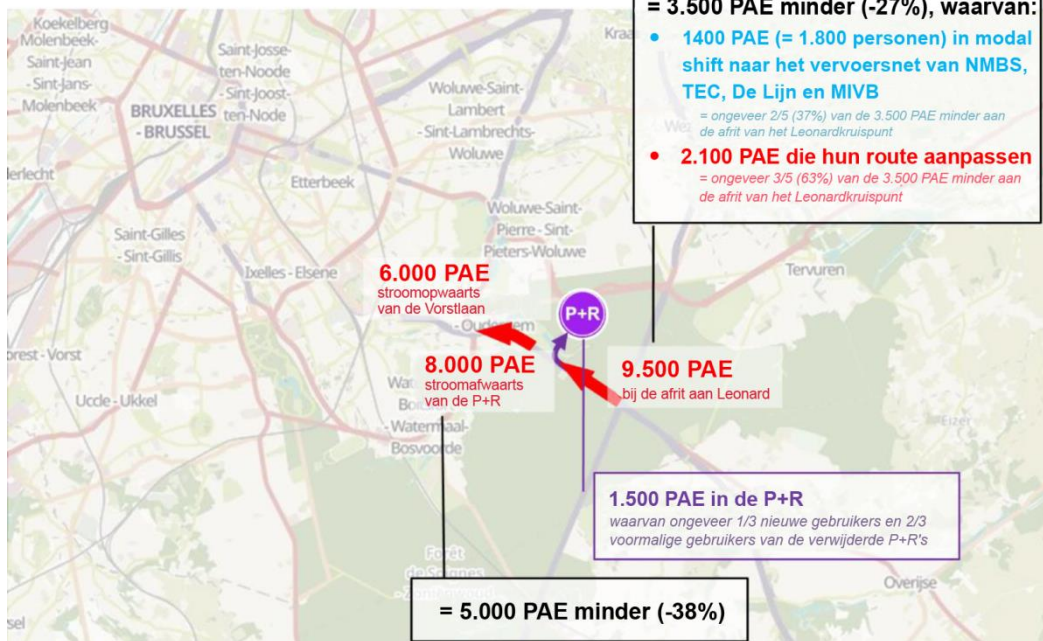 = 3.500 PAE minder (-27%), waarvan:
• 1400 PAE (= 1.800 personen) in modal
shift naar het vervoersnet van NMBS,
TEC, De Lijn en MIVB
= ongeveer 2/5 (37%) van de 3.500 PAE minder aan
de afrit van het Leonardkruispunt
• 2.100 PAE die hun route aanpassen
= ongeveer 3/5 (63%) van de 3.500 PAE minder aan
de afrit van het Leonardkruispunt
Koekelberg
Molenbeek-
Saint-Jean
- Sint-Jans-
Molenbeek
Saint-Josse-
ten-Noode
- Sint-Joost-
ten-Node
BRUXELLES
- BRUSSEL
Woluwe-Saint-
Lambert
- Sint-Lambrechts-
Woluwe
Etterbeek
Woluwe-Saint-
Pierre - Sint-
Pieters-Woluwe
Saint-Gilles
- Sint-Gillis
Ixelles - Elsene
Tervuren
6.000 PAE
stroomopwaarts
van de Vorstlaan
P+R
8.000 PAE
stroomafwaarts
van de P+R
9.500 PAE
bij de afrit aan Leonard
Uccle - Ukkel
- Watermaal-
Bosvoorde
Eizer
1.500 PAE in de P+R
waarvan ongeveer 1/3 nieuwe gebruikers en 2/3
voormalige gebruikers van de verwijderde P+R's
Forêt
de Soignes
Overijse
= 5.000 PAE minder (-38%)